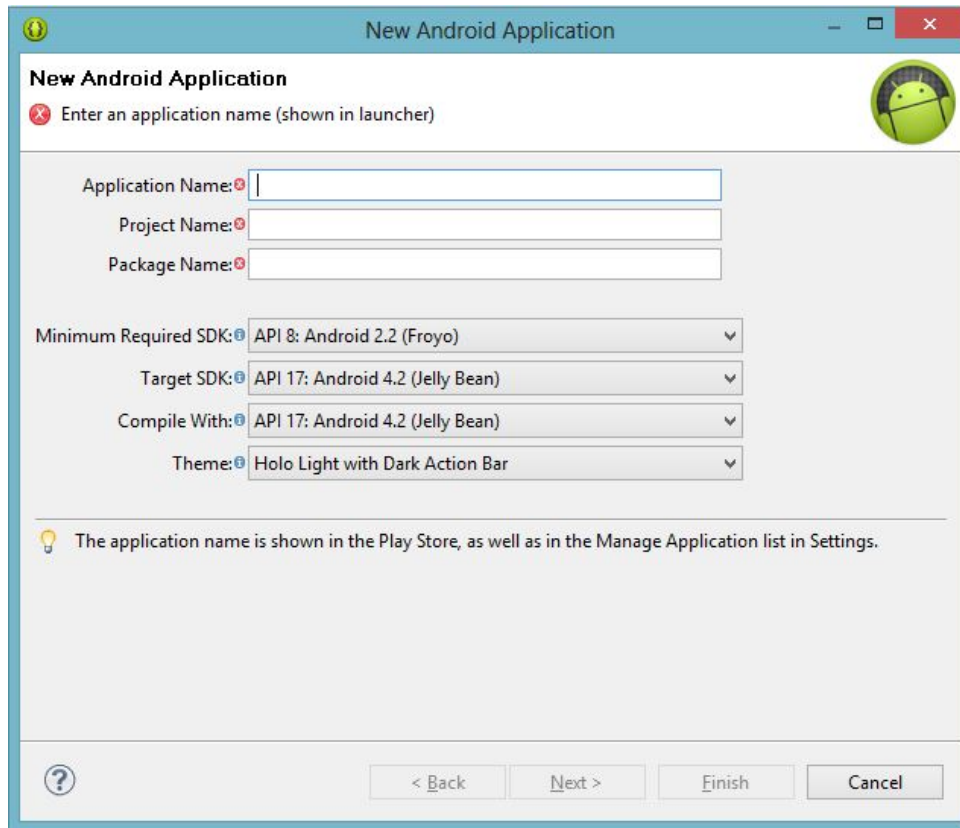 New Android Application
New Android Application
Enter an application name (shown in launcher)
Application Name:
Project Name:
Package Name:
Minimum Required SDK: API 8: Android 2.2 (Froyo)
Target SDK: API 17: Android 4.2 (Jelly Bean)
Compile With: API 17: Android 4.2 (Jelly Bean)
Theme: Holo Light with Dark Action Bar
The application name is shown in the Play Store, as well as in the Manage Application list in Settings.
? < Back Next > Finish Cancel